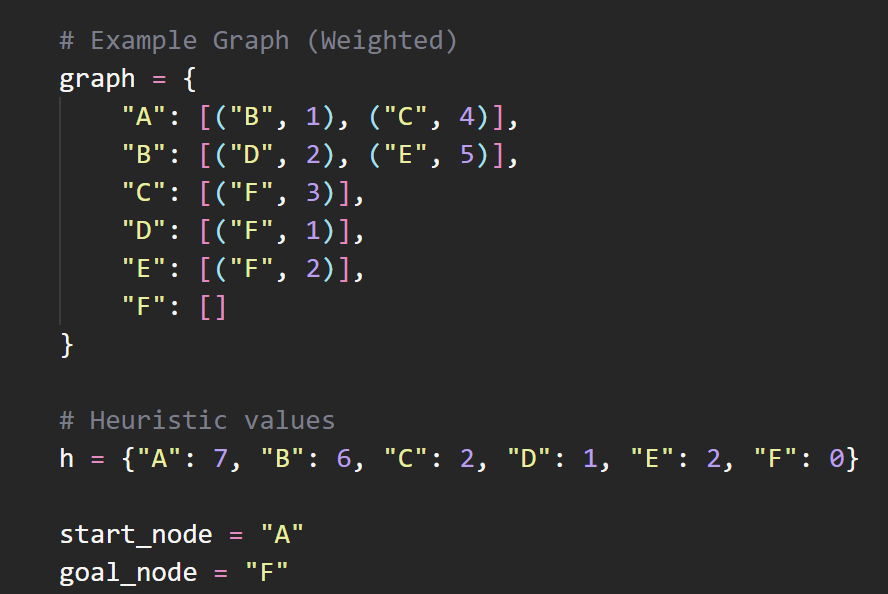 # Example Graph (Weighted)
graph = {
    "A": [("B", 1), ("C", 4)],
    "B": [("D", 2), ("E", 5)],
    "C": [("F", 3)],
    "D": [("F", 1)],
    "E": [("F", 2)],
    "F": []
}

# Heuristic values
h = {"A": 7, "B": 6, "C": 2, "D": 1, "E": 2, "F": 0}

start_node = "A"
goal_node = "F"